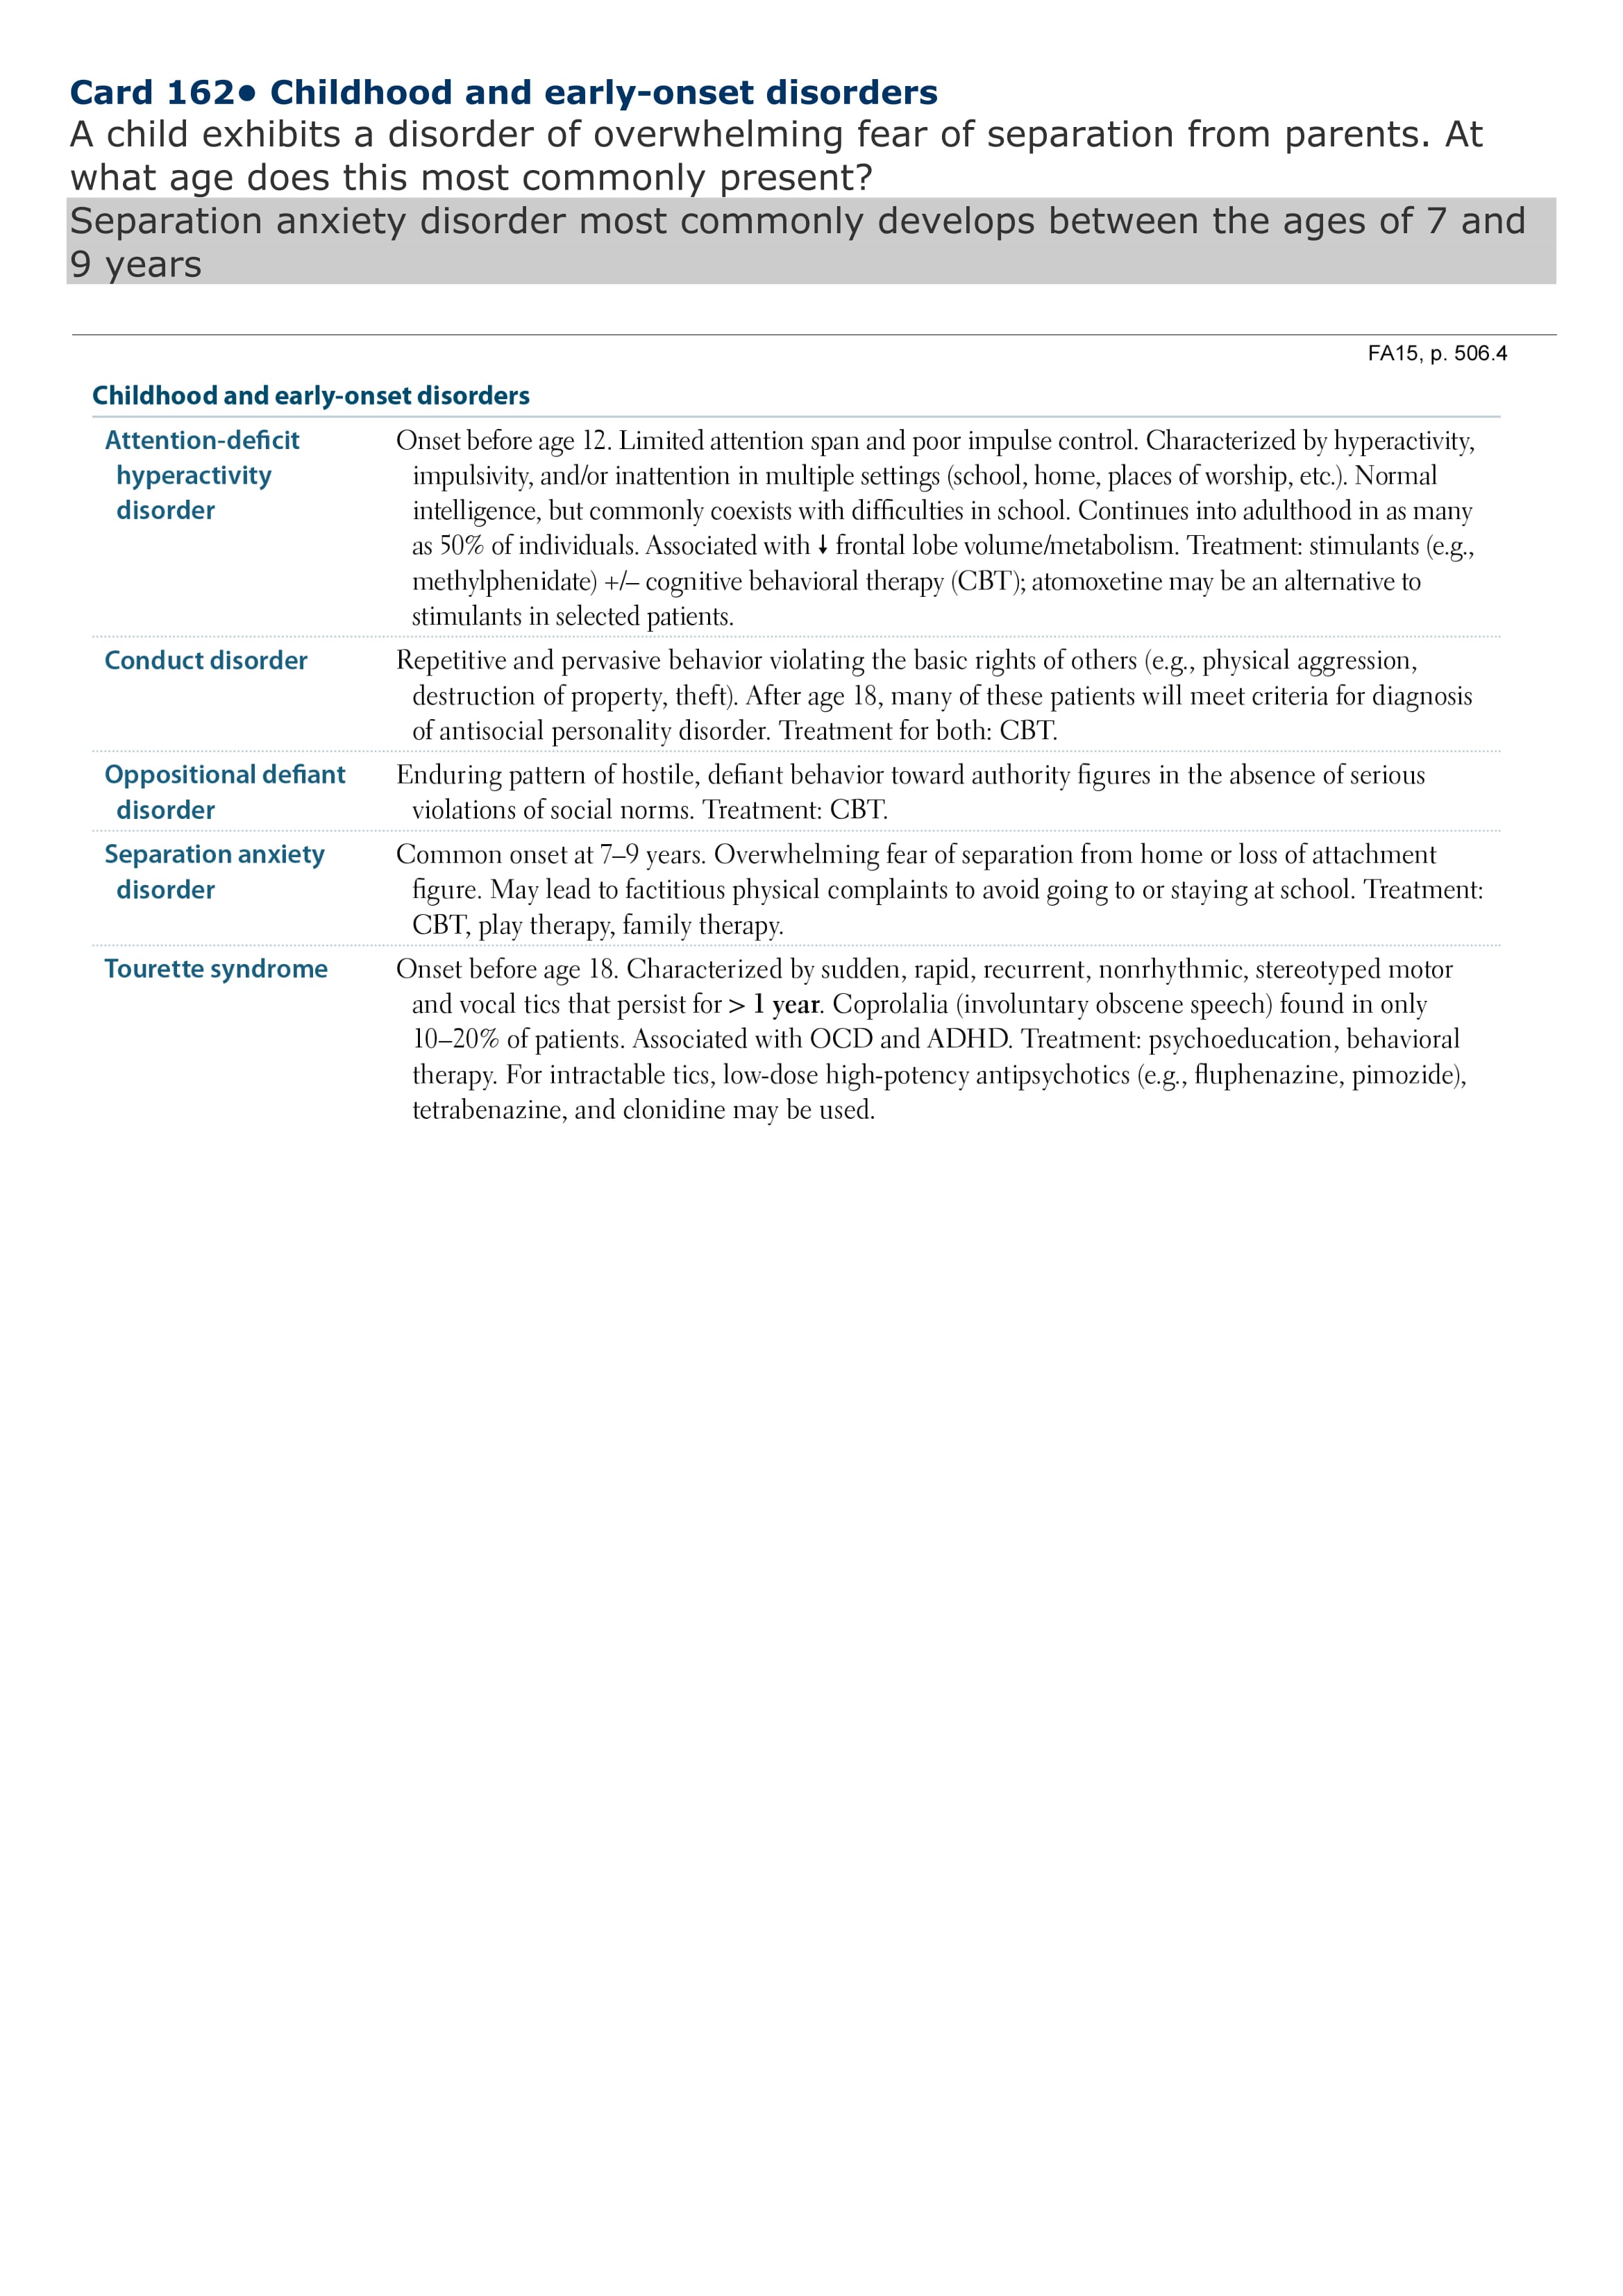 Card 162● Childhood and early-onset disorders
A child exhibits a disorder of overwhelming fear of separation from parents. At
what age does this most commonly present?
Separation anxiety disorder most commonly develops between the ages of 7 and
9 years
FA15, p. 506.4
Childhood and early-onset disorders
Attention-deficit
hyperactivity
disorder
Onset before age 12. Limited attention span and poor impulse control. Characterized by hyperactivity,
impulsivity, and/or inattention in multiple settings (school, home, places of worship, etc.). Normal
intelligence, but commonly coexists with difficulties in school. Continues into adulthood in as many
as 50% of individuals. Associated with ↓ frontal lobe volume/metabolism. Treatment: stimulants (e.g.,
methylphenidate) +/– cognitive behavioral therapy (CBT); atomoxetine may be an alternative to
stimulants in selected patients.
Conduct disorder
Repetitive and pervasive behavior violating the basic rights of others (e.g., physical aggression,
destruction of property, theft). After age 18, many of these patients will meet criteria for diagnosis
of antisocial personality disorder. Treatment for both: CBT.
Oppositional defiant
disorder
Enduring pattern of hostile, defiant behavior toward authority figures in the absence of serious
violations of social norms. Treatment: CBT.
Separation anxiety
disorder
Common onset at 7–9 years. Overwhelming fear of separation from home or loss of attachment
figure. May lead to factitious physical complaints to avoid going to or staying at school. Treatment:
CBT, play therapy, family therapy.
Tourette syndrome
Onset before age 18. Characterized by sudden, rapid, recurrent, nonrhythmic, stereotyped motor
and vocal tics that persist for > 1 year. Coprolalia (involuntary obscene speech) found in only
10–20% of patients. Associated with OCD and ADHD. Treatment: psychoeducation, behavioral
therapy. For intractable tics, low-dose high-potency antipsychotics (e.g., fluphenazine, pimozide),
tetrabenazine, and clonidine may be used.